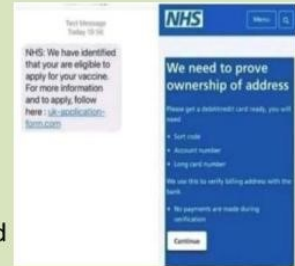 Text Message
Today 19:56
NHS: We have identified
that your are eligible to
apply for your vaccine.
For more information
and to apply, follow
here : uk-application-
form.com
NHS
Menu
We need to prove
ownership of address
Please get a debit/credit card ready, you will
need
• Sort code
• Account number
• Long card number
We use this to verify billing address with the
bank
• No payments are made during
verification
Continue
d